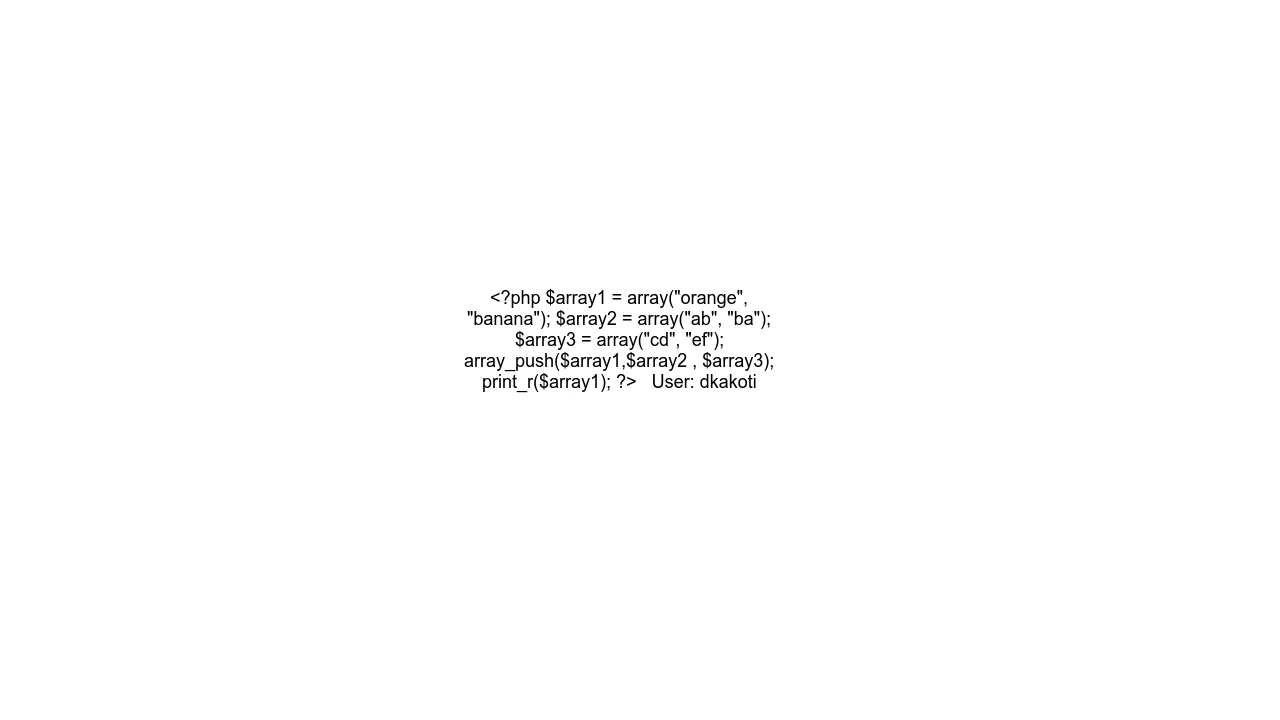 <?php $array1 = array("orange",
"banana"); $array2 = array("ab", "ba");
$array3 = array("cd", "ef");
array_push($array1,$array2 , $array3);
print_r($array1); ?>   User: dkakoti